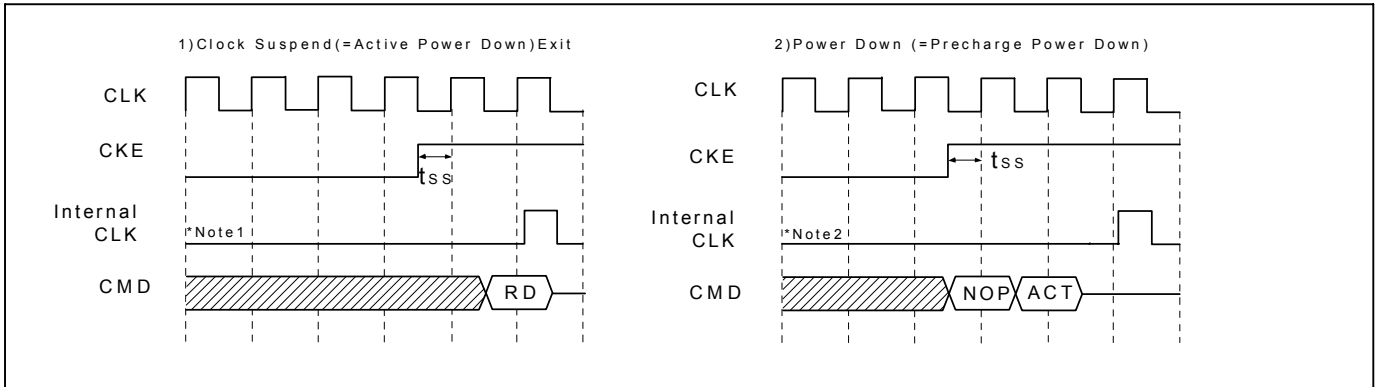 1)Clock Suspend(=Active Power Down)Exit
CLK
CKE
tss
Internal
CLK
*Note1
CMD
RD
2)Power Down (=Precharge Power Down)
CLK
CKE
tss
Internal
CLK
*Note2
CMD
NOP
ACT